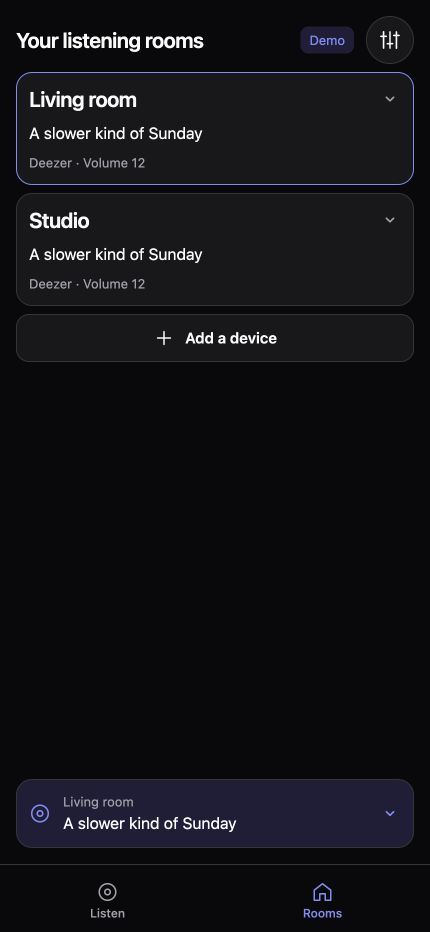 Your listening rooms
Demo
Living room
A slower kind of Sunday
Deezer · Volume 12
Studio
A slower kind of Sunday
Deezer · Volume 12
Add a device
Living room
A slower kind of Sunday
Listen
Rooms